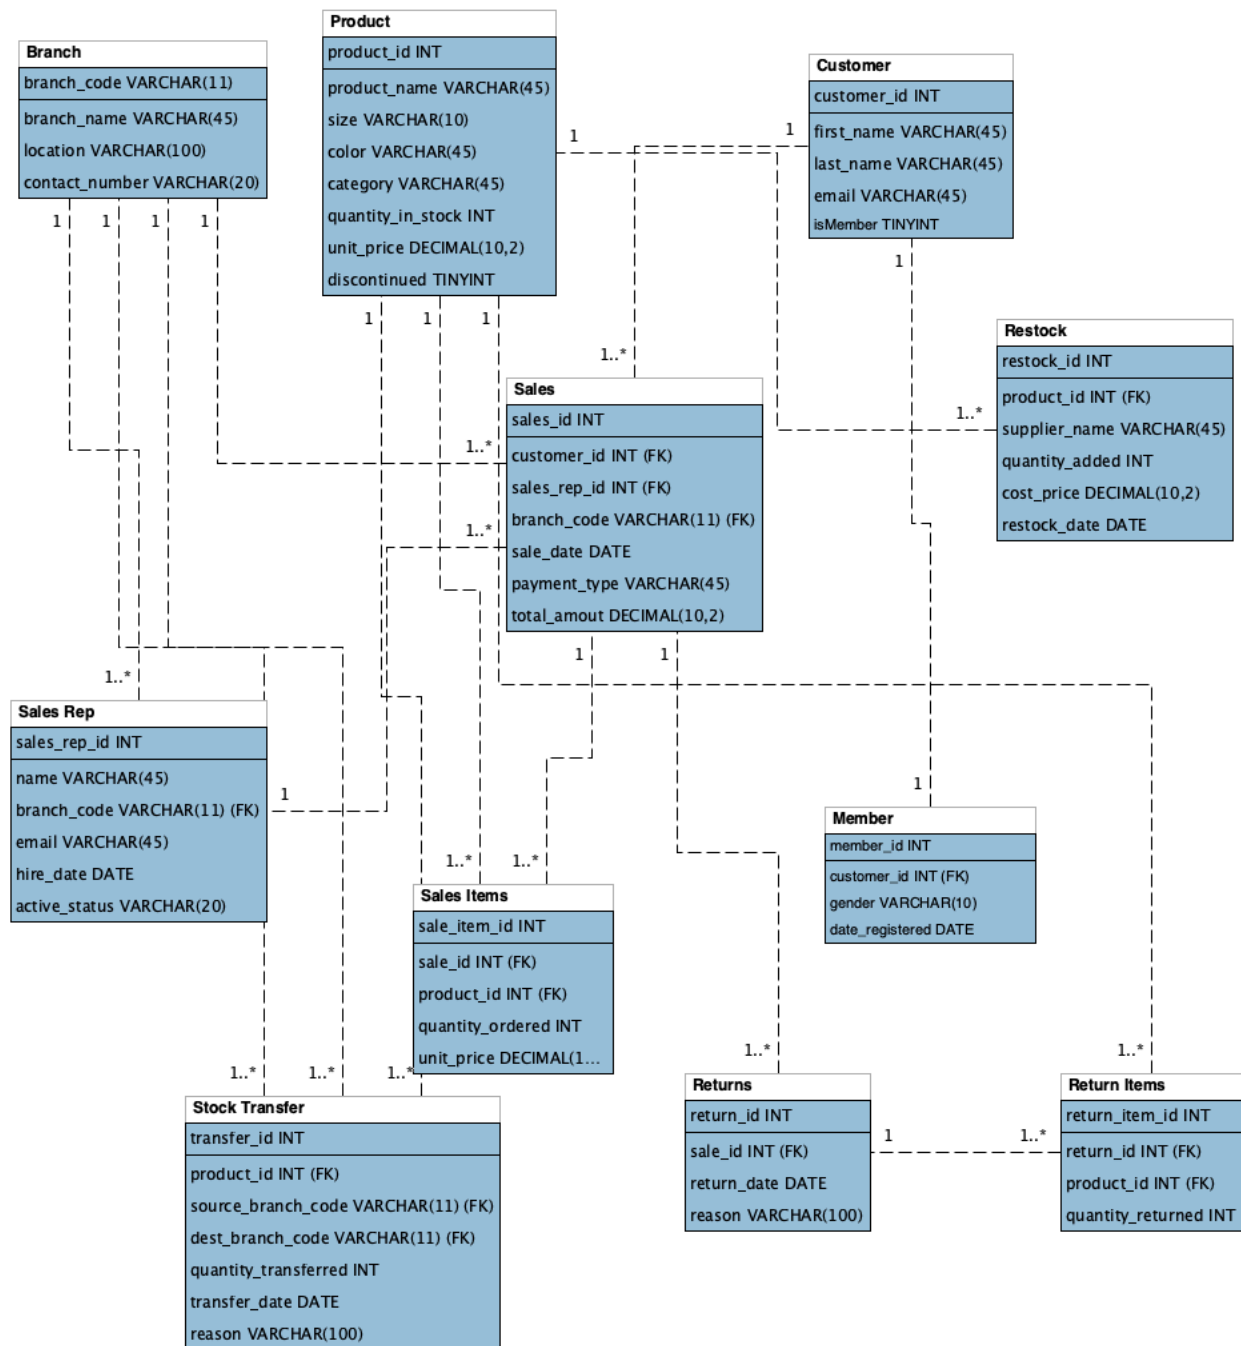 Product
product_id INT
product_name VARCHAR(45)
size VARCHAR(10)
color VARCHAR(45)
category VARCHAR(45)
quantity_in_stock INT
unit_price DECIMAL(10,2)
discontinued TINYINT
Branch
branch_code VARCHAR(11)
branch_name VARCHAR(45)
location VARCHAR(100)
contact_number VARCHAR(20)
Customer
customer_id INT
first_name VARCHAR(45)
last_name VARCHAR(45)
email VARCHAR(45)
isMember TINYINT
1
1
1
1
1
1
1
1
1
1
1..*
Restock
restock_id INT
product_id INT (FK)
supplier_name VARCHAR(45)
quantity_added INT
cost_price DECIMAL(10,2)
restock_date DATE
1..*
Sales
sales_id INT
customer_id INT (FK)
sales_rep_id INT (FK)
branch_code VARCHAR(11) (FK)
sale_date DATE
payment_type VARCHAR(45)
total_amout DECIMAL(10,2)
1..*
1..*
1
1
1..*
Sales Rep
sales_rep_id INT
name VARCHAR(45)
branch_code VARCHAR(11) (FK)
email VARCHAR(45)
hire_date DATE
active_status VARCHAR(20)
1
1
Member
member_id INT
customer_id INT (FK)
gender VARCHAR(10)
date_registered DATE
1..*
1..*
Sales Items
sale_item_id INT
sale_id INT (FK)
product_id INT (FK)
quantity_ordered INT
unit_price DECIMAL(1...
1..*
1..*
1..*
1..*
1..*
Stock Transfer
transfer_id INT
product_id INT (FK)
source_branch_code VARCHAR(11) (FK)
dest_branch_code VARCHAR(11) (FK)
quantity_transferred INT
transfer_date DATE
reason VARCHAR(100)
Returns
return_id INT
sale_id INT (FK)
return_date DATE
reason VARCHAR(100)
1
1..*
Return Items
return_item_id INT
return_id INT (FK)
product_id INT (FK)
quantity_returned INT